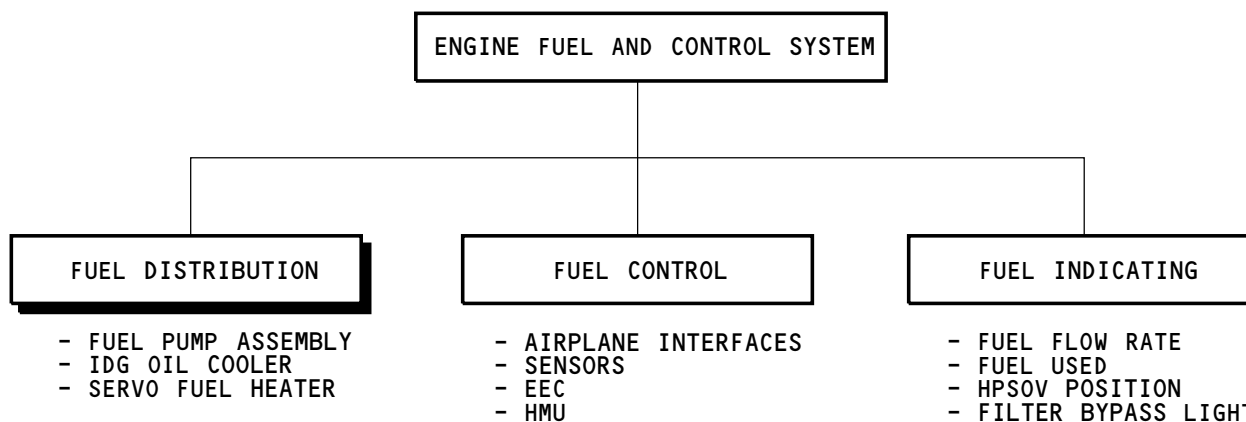 ENGINE FUEL AND CONTROL SYSTEM
FUEL DISTRIBUTION
- FUEL PUMP ASSEMBLY
- IDG OIL COOLER
- SERVO FUEL HEATER
FUEL CONTROL
- AIRPLANE INTERFACES
- SENSORS
- EEC
- HMU
FUEL INDICATING
- FUEL FLOW RATE
- FUEL USED
- HPSOV POSITION
- FILTER BYPASS LIGHT